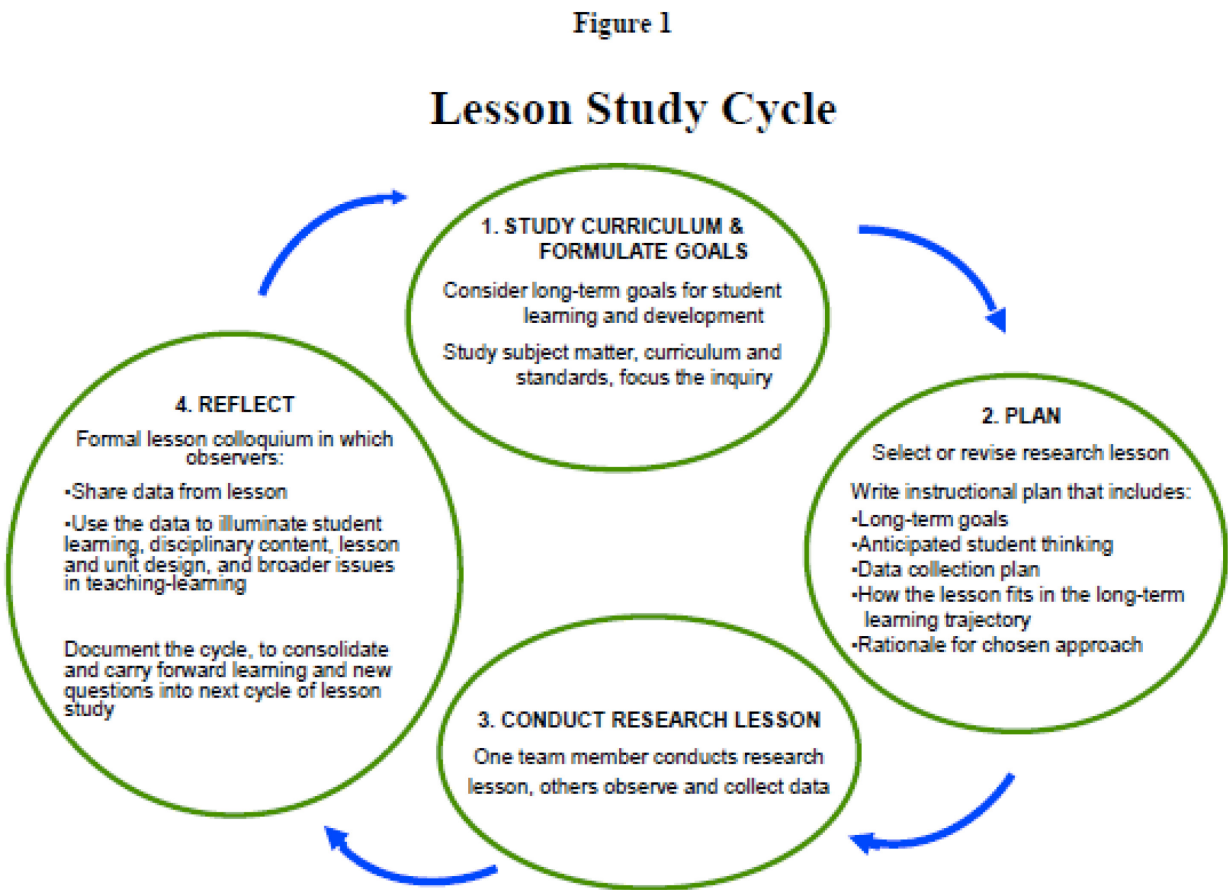 Figure 1
Lesson Study Cycle
1. STUDY CURRICULUM &
FORMULATE GOALS
Consider long-term goals for student
learning and development
Study subject matter, curriculum and
standards, focus the inquiry
2. PLAN
Select or revise research lesson
Write instructional plan that includes:
•Long-term goals
•Anticipated student thinking
•Data collection plan
•How the lesson fits in the long-term
learning trajectory
•Rationale for chosen approach
3. CONDUCT RESEARCH LESSON
One team member conducts research
lesson, others observe and collect data
4. REFLECT
Formal lesson colloquium in which
observers:
•Share data from lesson
•Use the data to illuminate student
learning, disciplinary content, lesson
and unit design, and broader issues
in teaching-learning
Document the cycle, to consolidate
and carry forward learning and new
questions into next cycle of lesson
study